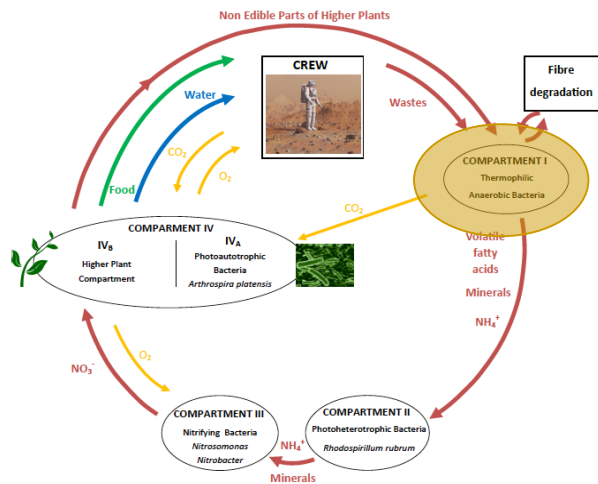 Non Edible Parts of Higher Plants
CREW
Fibre
degradation
Water
Wastes
CO2
O2
Food
COMPARTMENT I
Thermophilic
Anaerobic Bacteria
CO2
COMPARMENT IV
IVB
Higher Plant
Compartment
IVA
Photoautotrophic
Bacteria
Arthrospira platensis
Volatile
fatty
acids
Minerals
NH4+
O2
NO3-
COMPARTMENT III
Nitrifying Bacteria
Nitrosomonas
Nitrobacter
NH4+
Minerals
COMPARTMENT II
Photoheterotrophic Bacteria
Rhodospirillum rubrum